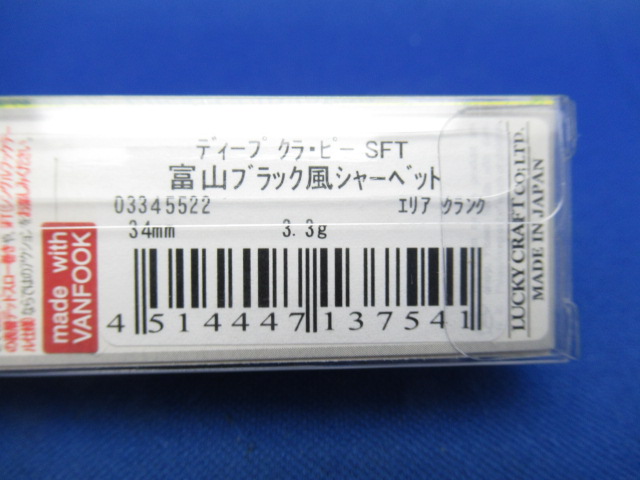 ディープ クラ・ピー SFT
富山ブラック風シャーベット
03345522 エリア クランク
34mm 3.3g
4 514447 137541
made with
VANFOOK
LUCKY CRAFT CO.,LTD.
MADE IN JAPAN